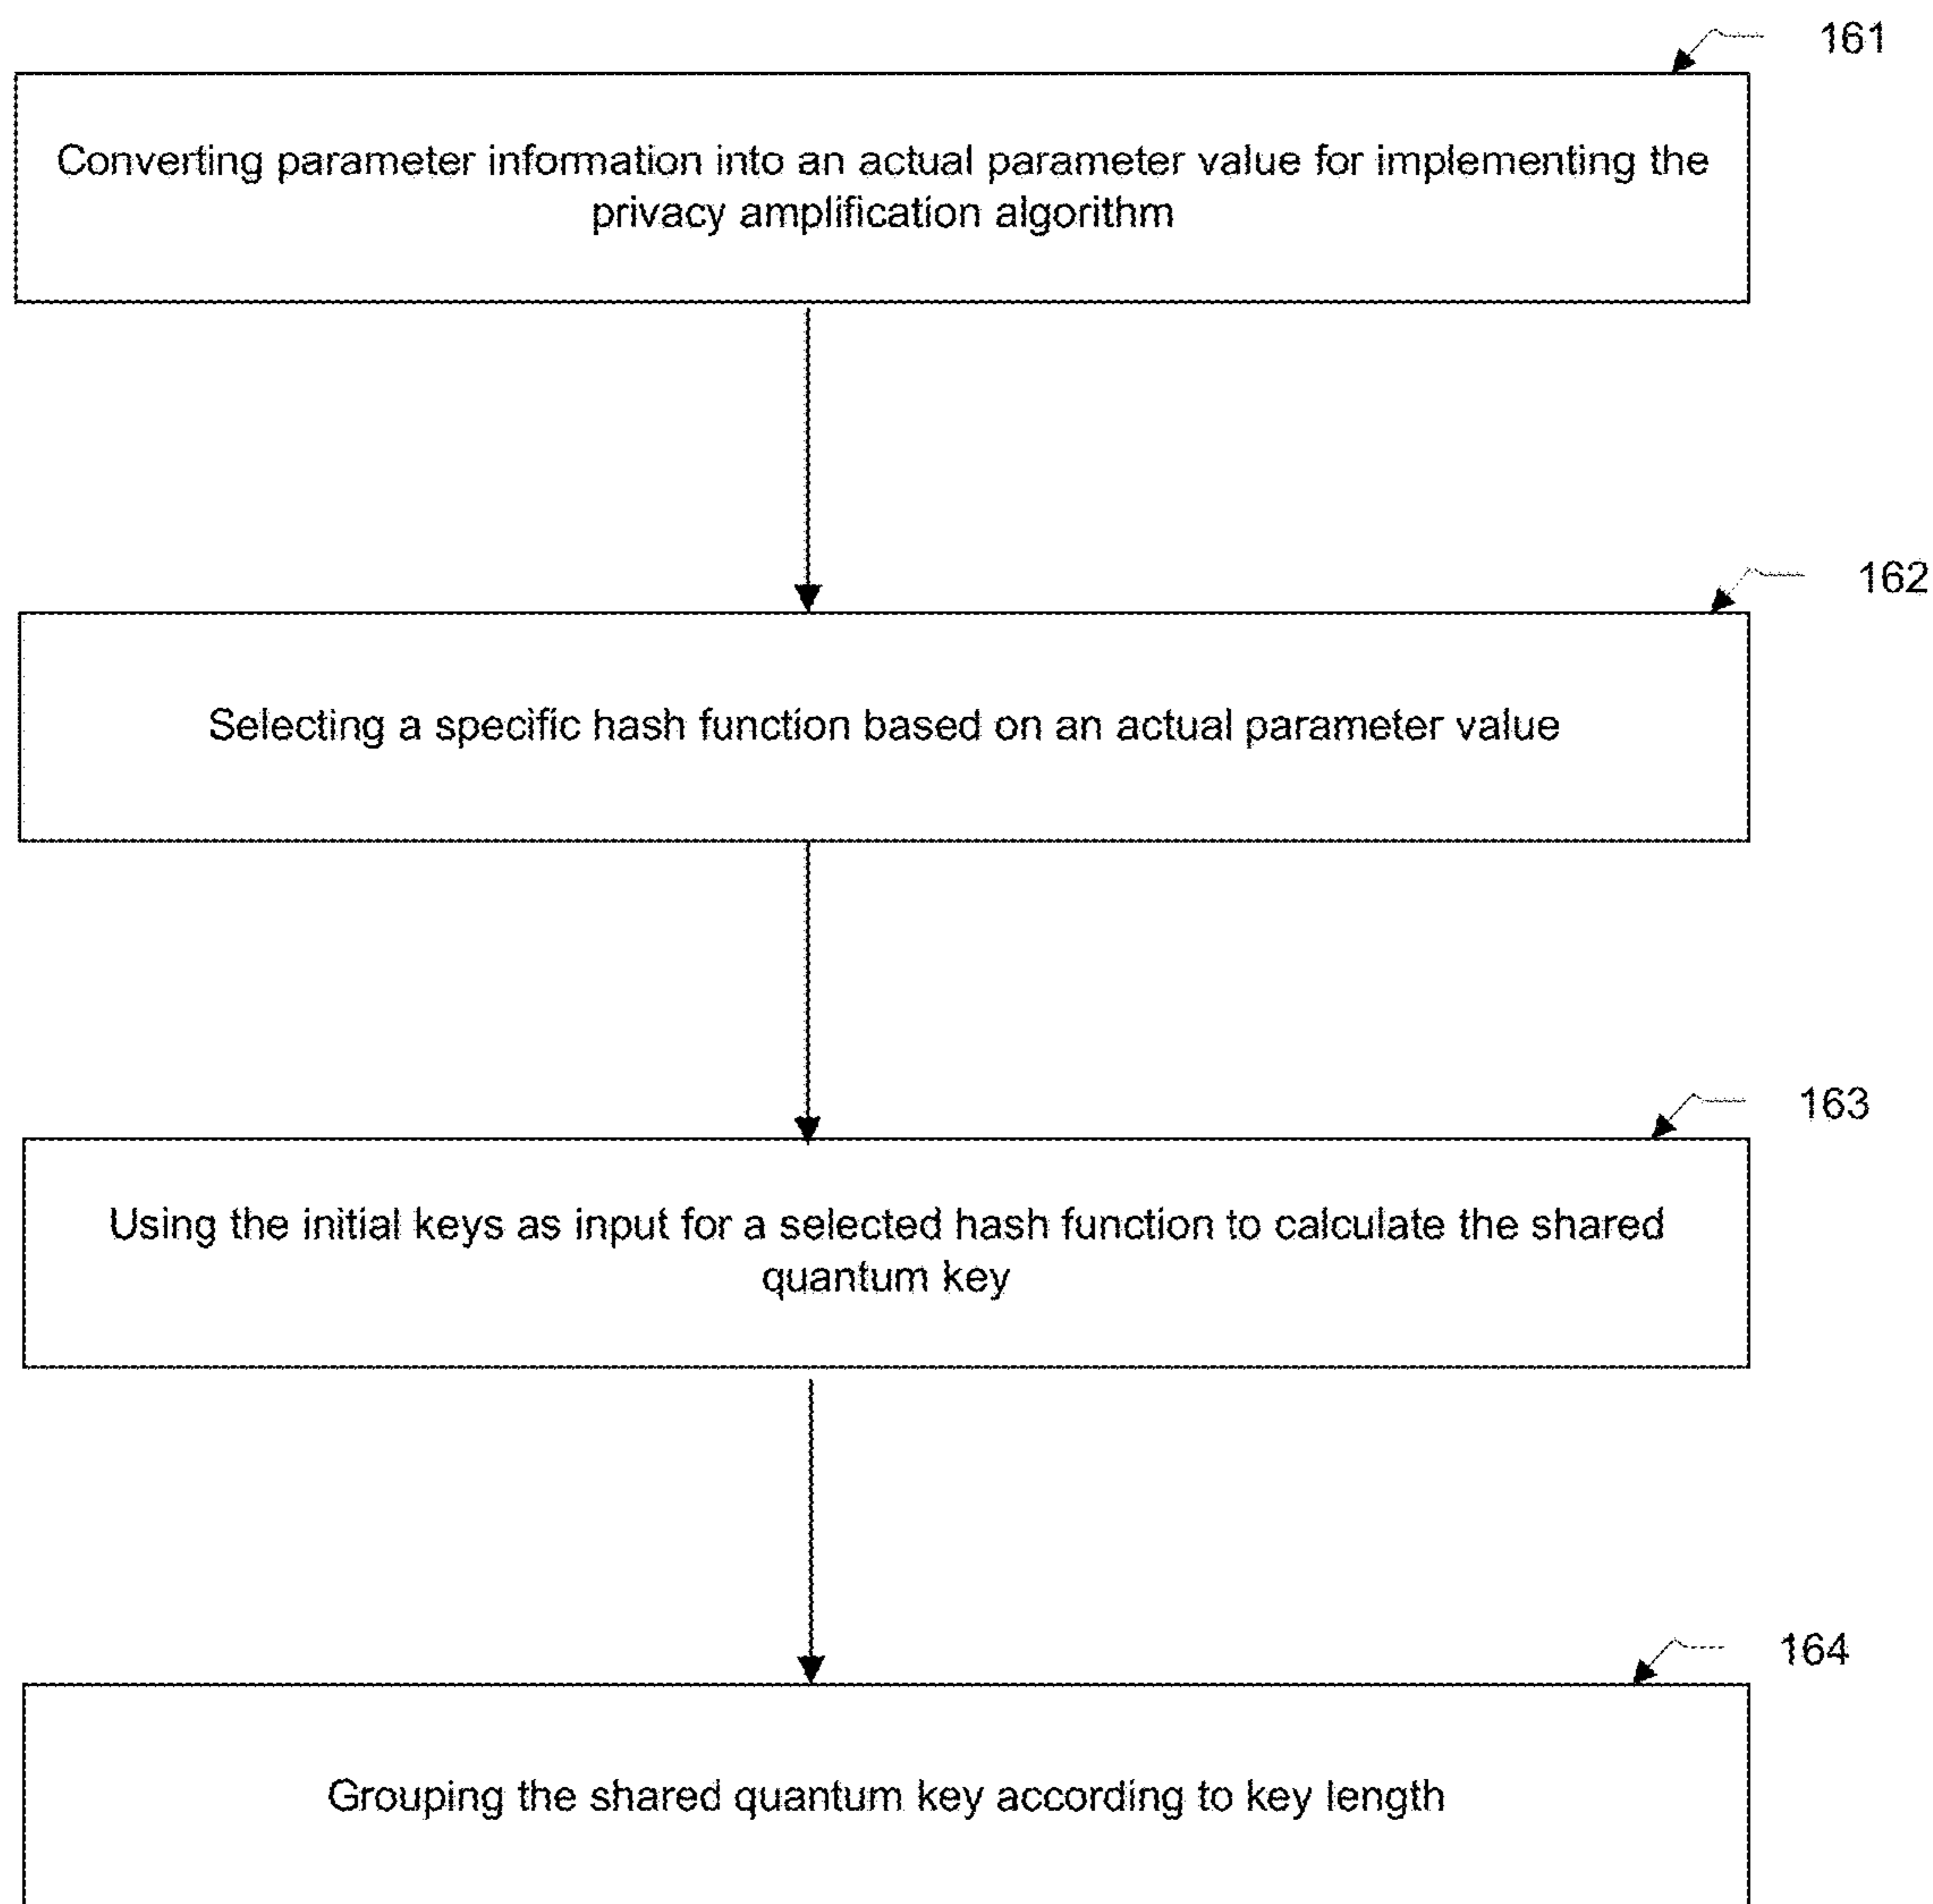 161
Converting parameter information into an actual parameter value for implementing the
privacy amplification algorithm
162
Selecting a specific hash function based on an actual parameter value
163
Using the initial keys as input for a selected hash function to calculate the shared
quantum key
164
Grouping the shared quantum key according to key length